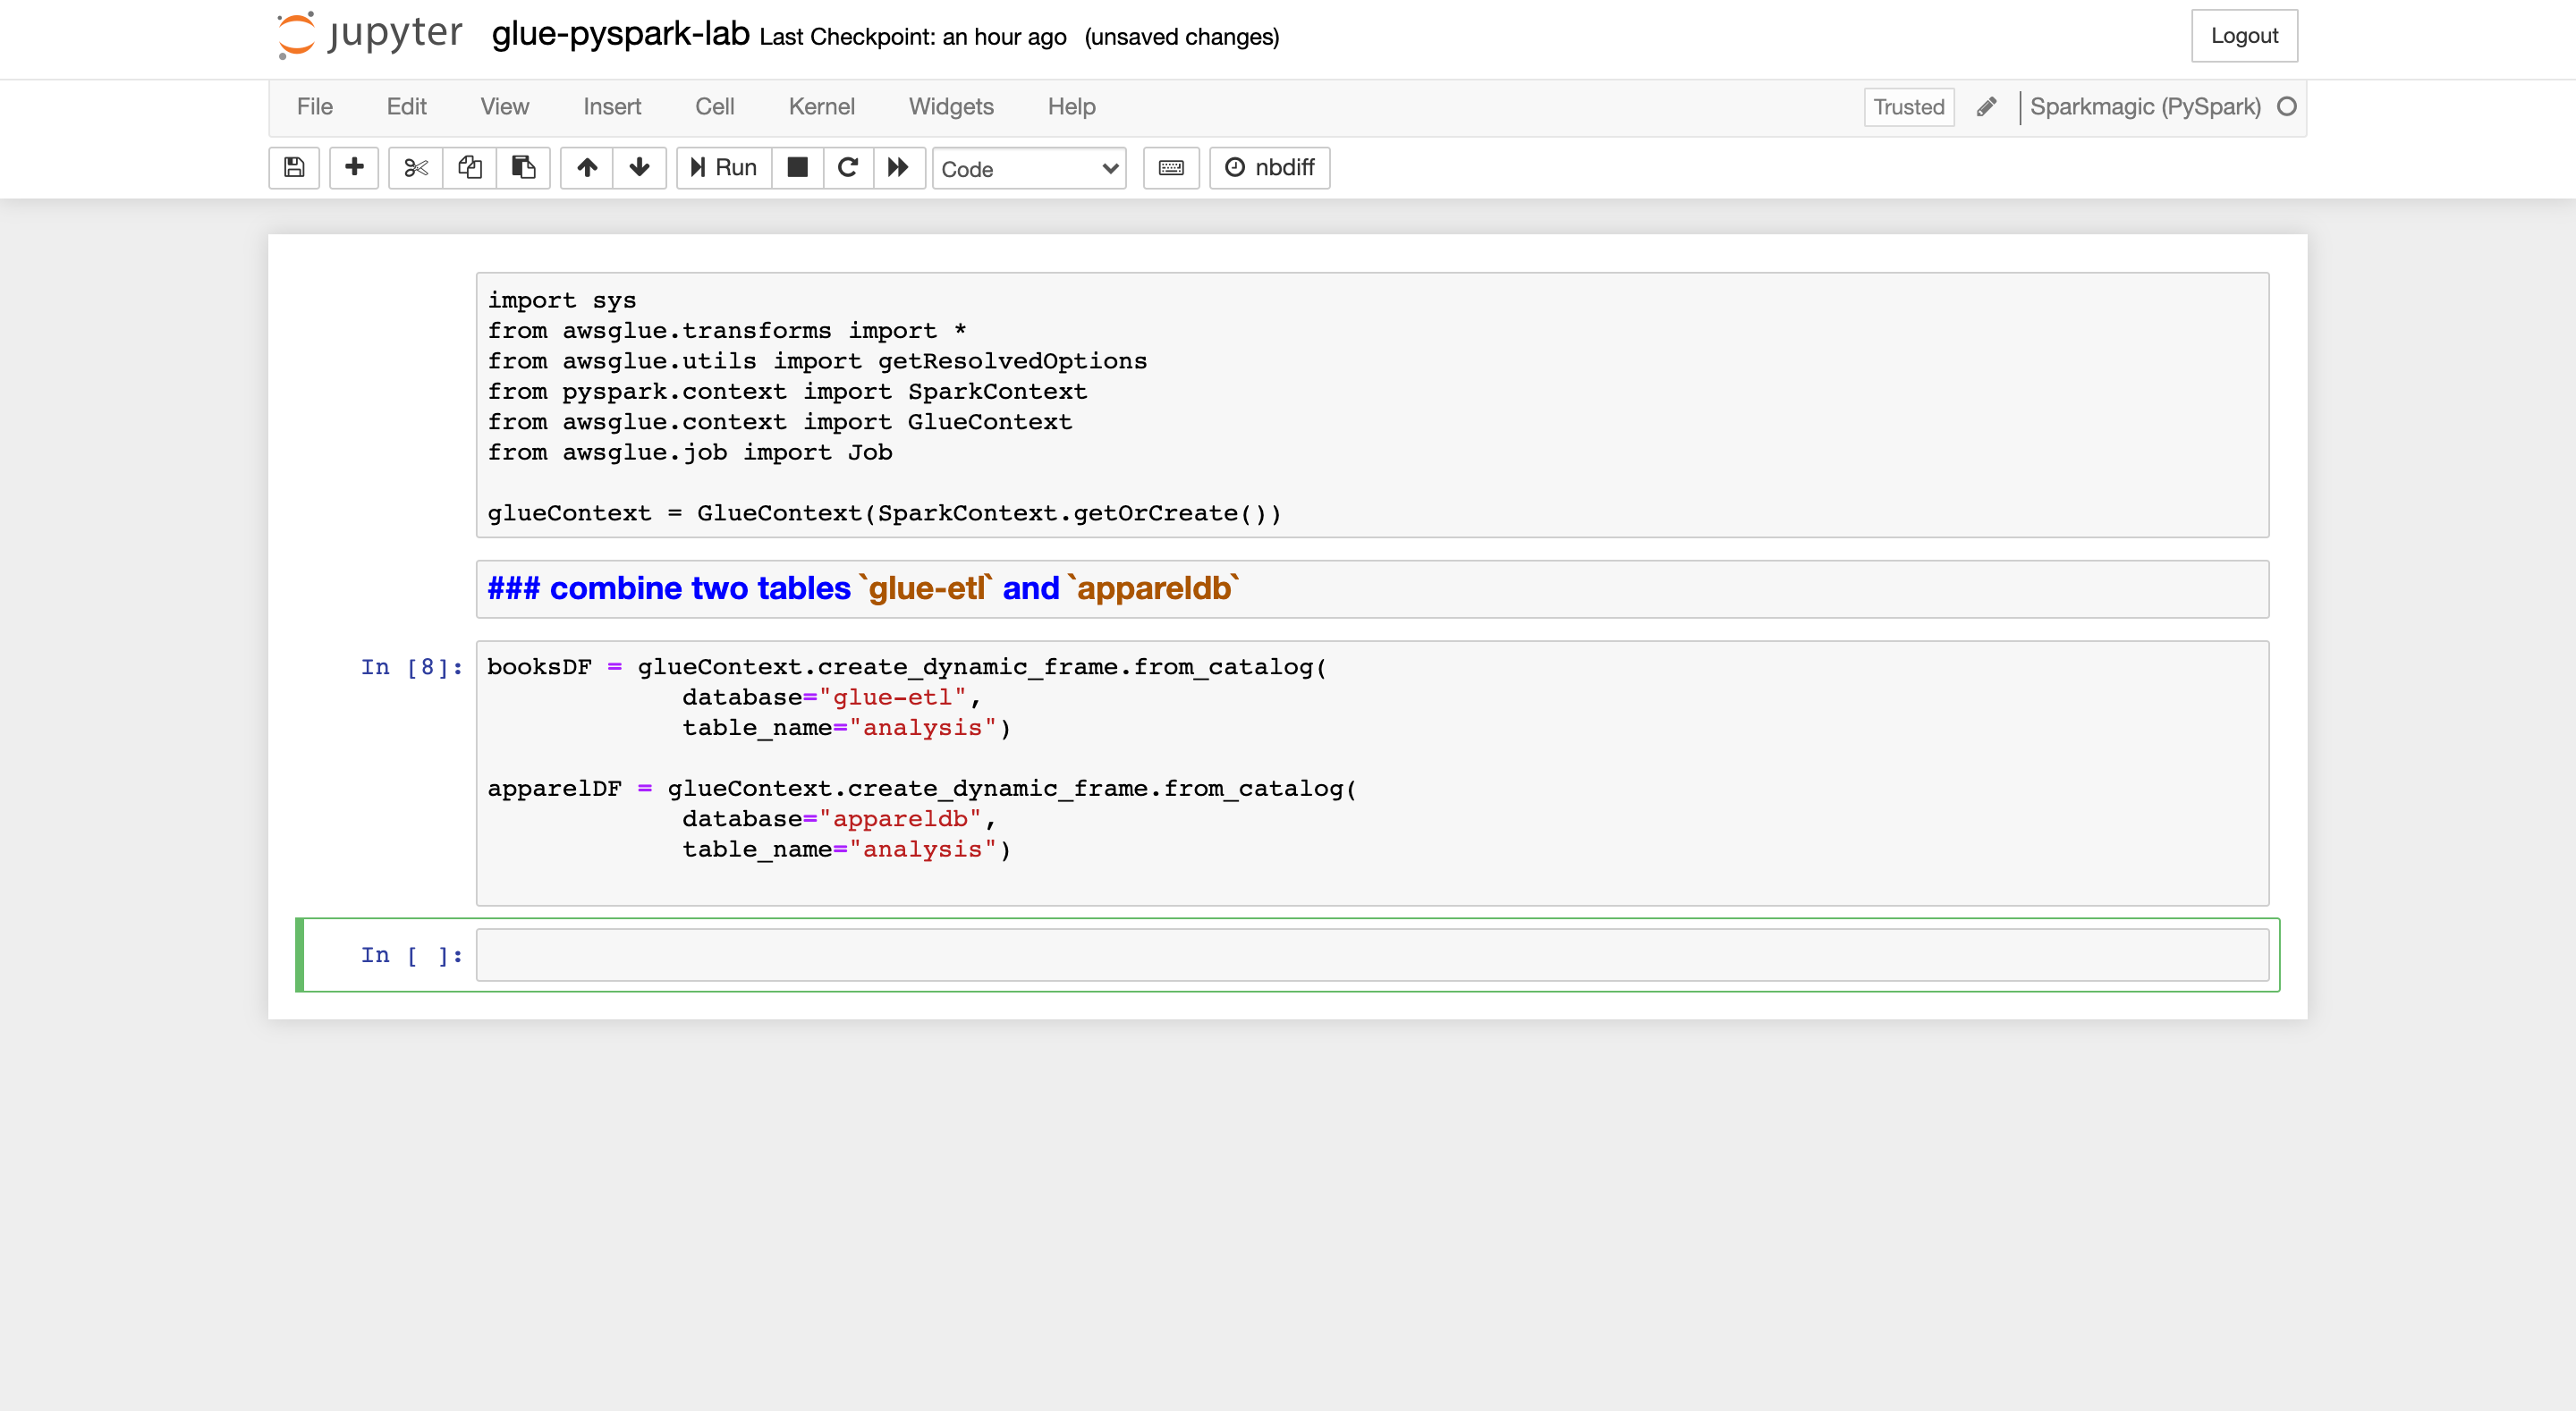 jupyter glue-pyspark-lab Last Checkpoint: an hour ago (unsaved changes) Logout
File Edit View Insert Cell Kernel Widgets Help Trusted Sparkmagic (PySpark)
Run Code nbdiff
import sys
from awsglue.transforms import *
from awsglue.utils import getResolvedOptions
from pyspark.context import SparkContext
from awsglue.context import GlueContext
from awsglue.job import Job
glueContext = GlueContext(SparkContext.getOrCreate())
### combine two tables `glue-etl` and `appareldb`
In [8]: booksDF = glueContext.create_dynamic_frame.from_catalog(
database="glue-etl",
table_name="analysis")
apparelDF = glueContext.create_dynamic_frame.from_catalog(
database="appareldb",
table_name="analysis")
In [ ]: